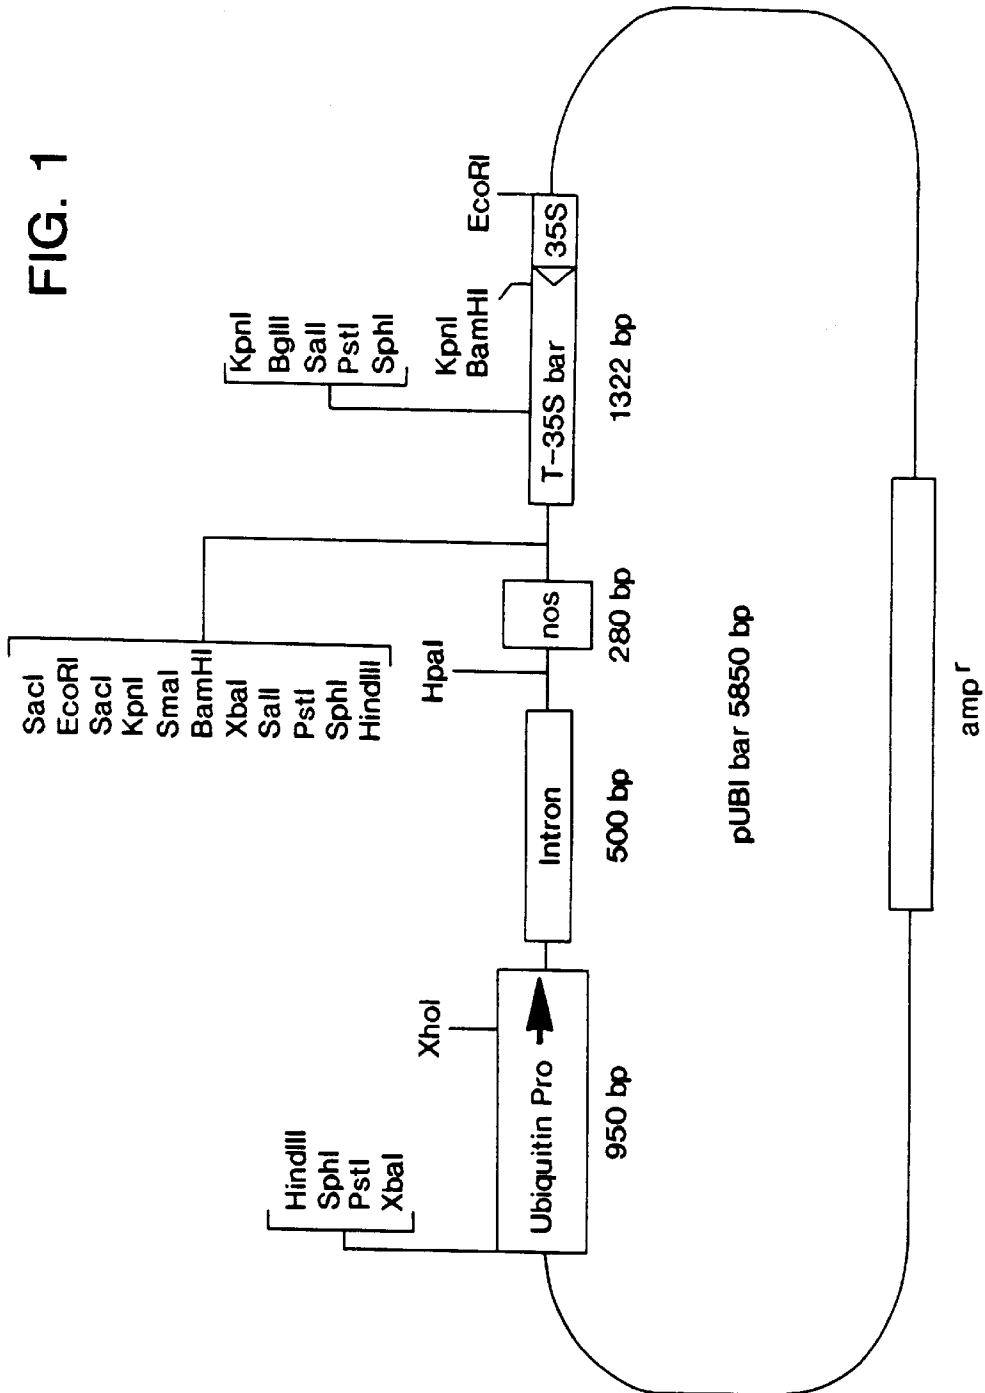 FIG. 1
HindIII
SphI
PstI
XbaI
XhoI
SacI
EcoRI
SacI
KpnI
SmaI
BamHI
XbaI
SalI
PstI
SphI
HindIII
HpaI
KpnI
BglII
SalI
PstI
SphI
KpnI
BamHI
EcoRI
Ubiquitin Pro
Intron
nos
T-35S bar
35S
950 bp
500 bp
280 bp
1322 bp
pUBI bar 5850 bp
amp r